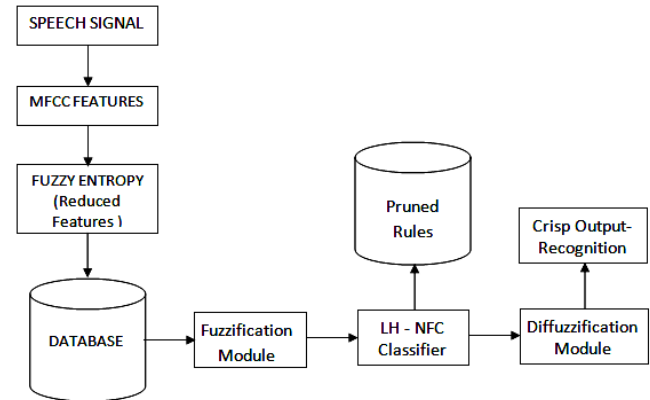 SPEECH SIGNAL
MFCC FEATURES
FUZZY ENTROPY
(Reduced
Features )
DATABASE
Fuzzification
Module
LH - NFC
Classifier
Pruned
Rules
Diffuzzification
Module
Crisp Output-
Recognition